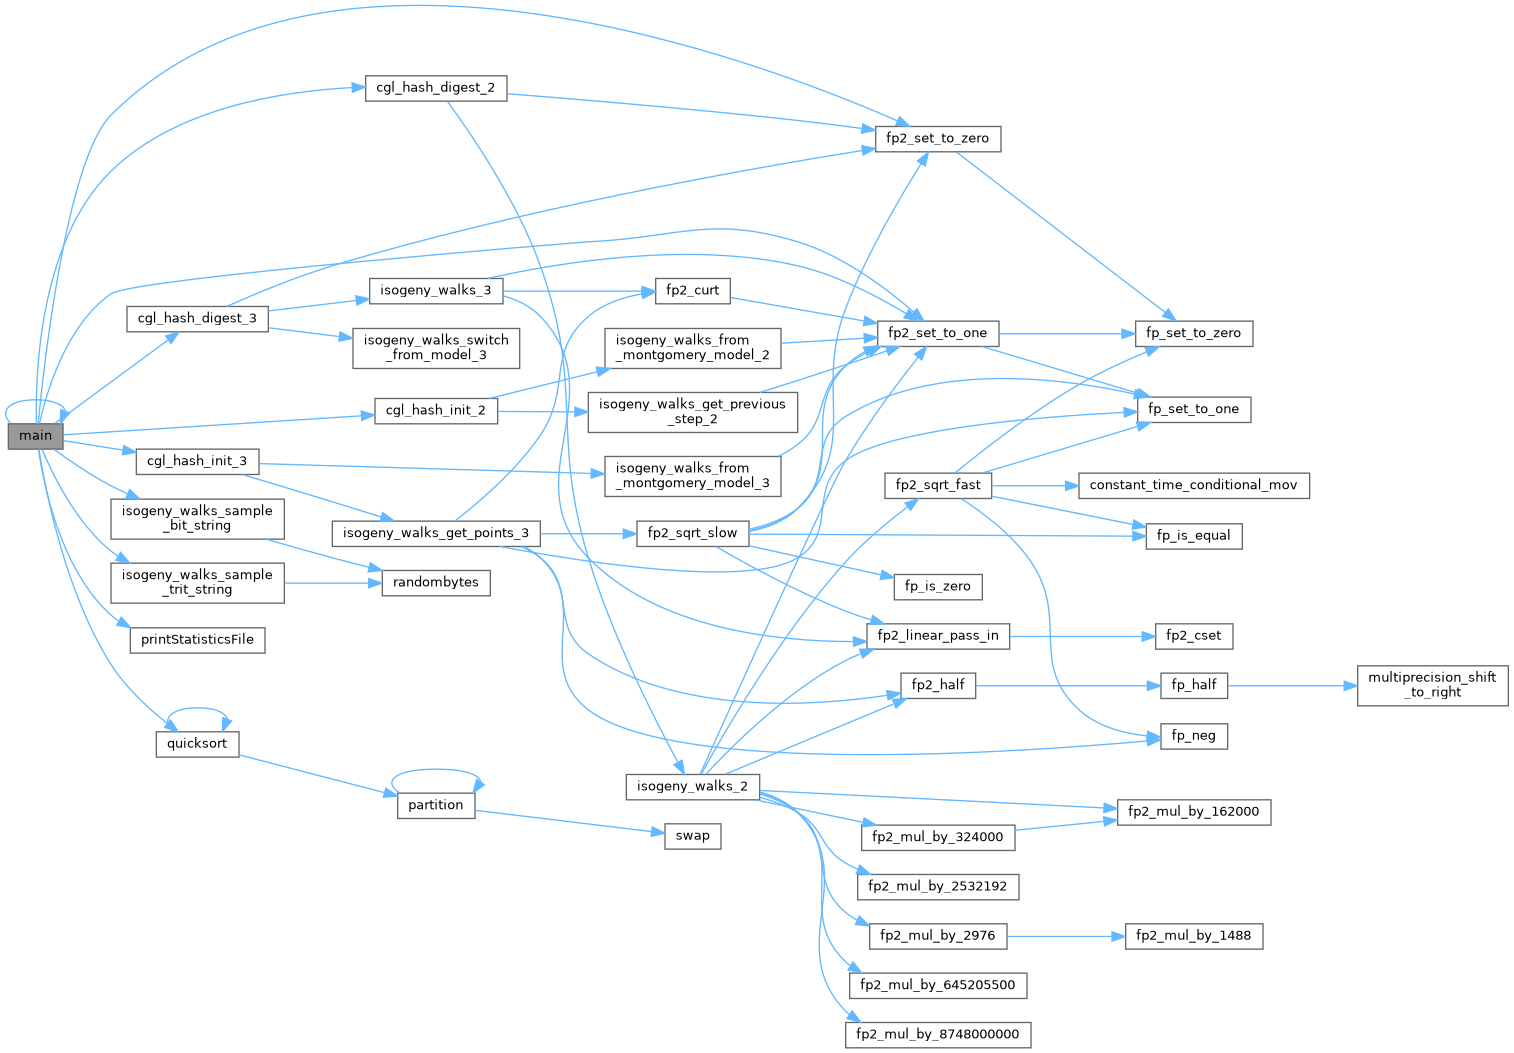 cgl_hash_digest_2
fp2_set_to_zero
isogeny_walks_3
fp2_curt
cgl_hash_digest_3
fp2_set_to_one
fp_set_to_zero
isogeny_walks_switch
_from_model_3
isogeny_walks_from
_montgomery_model_2
cgl_hash_init_2
isogeny_walks_get_previous
_step_2
fp_set_to_one
main
cgl_hash_init_3
isogeny_walks_from
_montgomery_model_3
fp2_sqrt_fast
constant_time_conditional_mov
isogeny_walks_sample
_bit_string
isogeny_walks_get_points_3
fp2_sqrt_slow
fp_is_equal
isogeny_walks_sample
_trit_string
randombytes
fp_is_zero
printStatisticsFile
fp2_linear_pass_in
fp2_cset
fp2_half
fp_half
multiprecision_shift
_to_right
quicksort
fp_neg
isogeny_walks_2
partition
fp2_mul_by_162000
swap
fp2_mul_by_324000
fp2_mul_by_2532192
fp2_mul_by_2976
fp2_mul_by_1488
fp2_mul_by_645205500
fp2_mul_by_8748000000